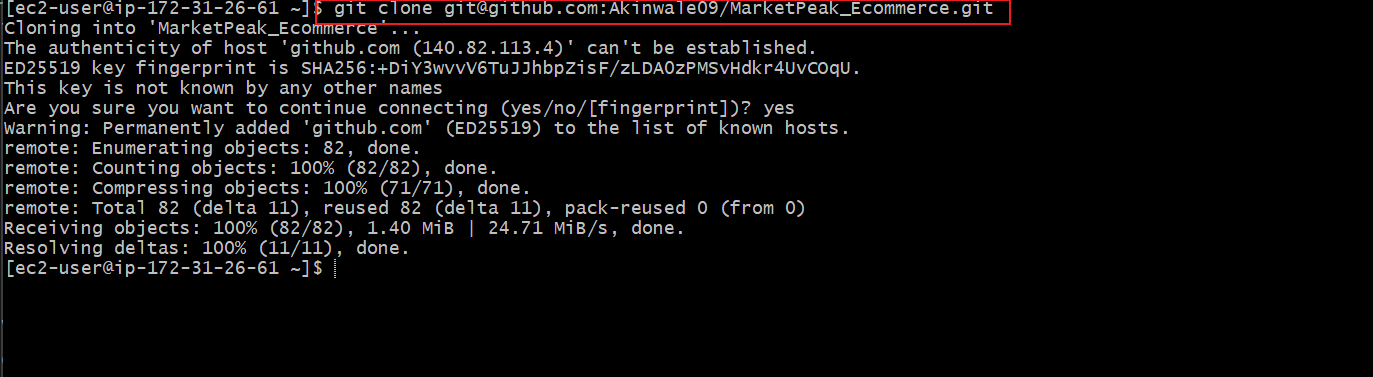 [ec2-user@ip-172-31-26-61 ~]$ git clone git@github.com:Akinwale09/MarketPeak_Ecommerce.git
Cloning into 'MarketPeak_Ecommerce'...
The authenticity of host 'github.com (140.82.113.4)' can't be established.
ED25519 key fingerprint is SHA256:+DiY3wvvV6TuJJhbpZisF/zLDA0zPMSvHdkr4UvCOqU.
This key is not known by any other names
Are you sure you want to continue connecting (yes/no/[fingerprint])? yes
Warning: Permanently added 'github.com' (ED25519) to the list of known hosts.
remote: Enumerating objects: 82, done.
remote: Counting objects: 100% (82/82), done.
remote: Compressing objects: 100% (71/71), done.
remote: Total 82 (delta 11), reused 82 (delta 11), pack-reused 0 (from 0)
Receiving objects: 100% (82/82), 1.40 MiB | 24.71 MiB/s, done.
Resolving deltas: 100% (11/11), done.
[ec2-user@ip-172-31-26-61 ~]$